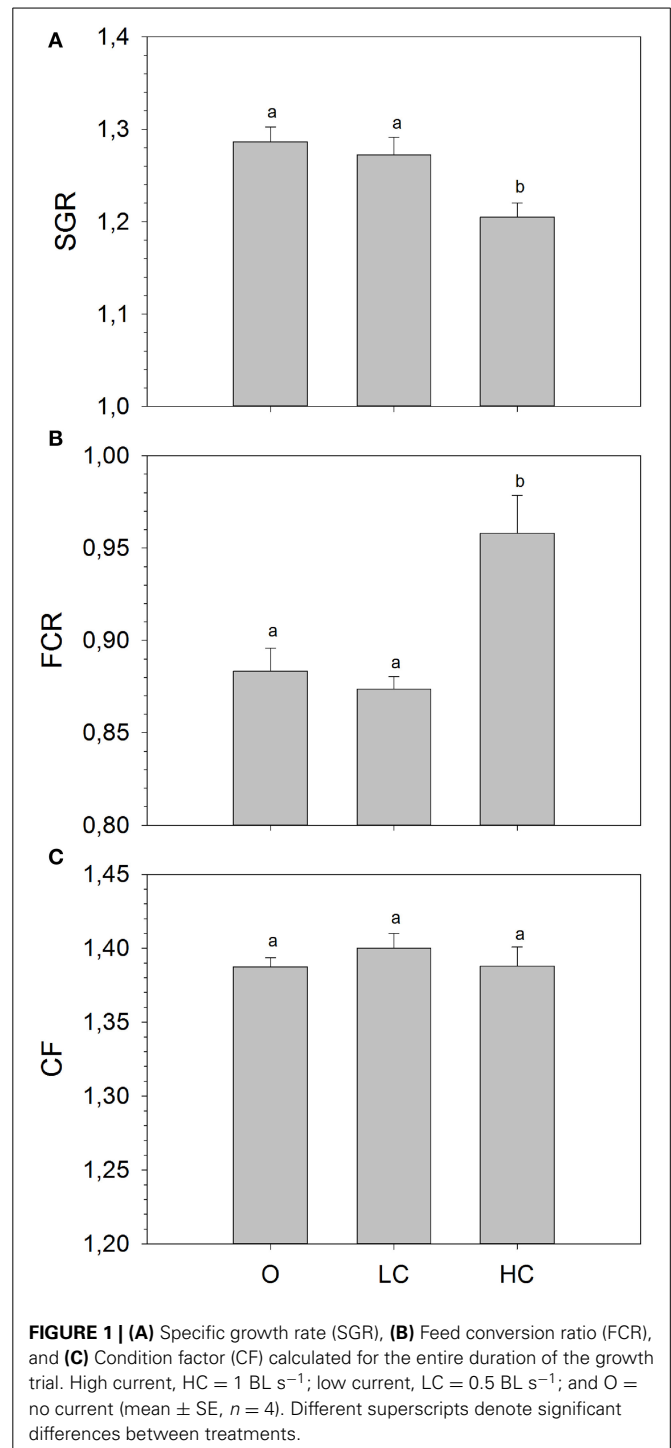 A
1,4
1,3
1,2
1,1
1,0
SGR
a
a
b
B
1,00
0,95
0,90
0,85
0,80
FCR
a
a
b
C
1,45
1,40
1,35
1,30
1,25
1,20
CF
a
a
a
O LC HC
FIGURE 1 | (A) Specific growth rate (SGR), (B) Feed conversion ratio (FCR),
and (C) Condition factor (CF) calculated for the entire duration of the growth
trial. High current, HC = 1 BL s⁻¹; low current, LC = 0.5 BL s⁻¹; and O =
no current (mean ± SE, n = 4). Different superscripts denote significant
differences between treatments.